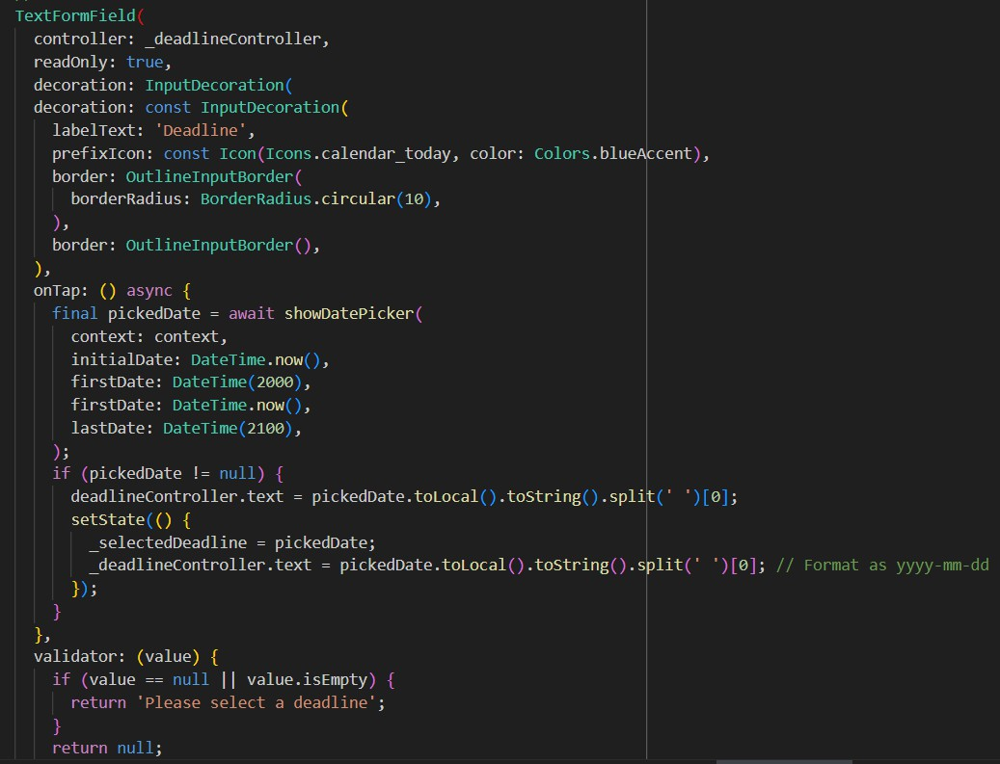 TextFormField(
controller: _deadlineController,
readOnly: true,
decoration: InputDecoration(
decoration: const InputDecoration(
labelText: 'Deadline',
prefixIcon: const Icon(Icons.calendar_today, color: Colors.blueAccent),
border: OutlineInputBorder(
borderRadius: BorderRadius.circular(10),
),
border: OutlineInputBorder(),
),
onTap: () async {
final pickedDate = await showDatePicker(
context: context,
initialDate: DateTime.now(),
firstDate: DateTime(2000),
firstDate: DateTime.now(),
lastDate: DateTime(2100),
);
if (pickedDate != null) {
deadlineController.text = pickedDate.toLocal().toString().split(' ')[0];
setState(() {
_selectedDeadline = pickedDate;
_deadlineController.text = pickedDate.toLocal().toString().split(' ')[0]; // Format as yyyy-mm-dd
});
}
},
validator: (value) {
if (value == null || value.isEmpty) {
return 'Please select a deadline';
}
return null;